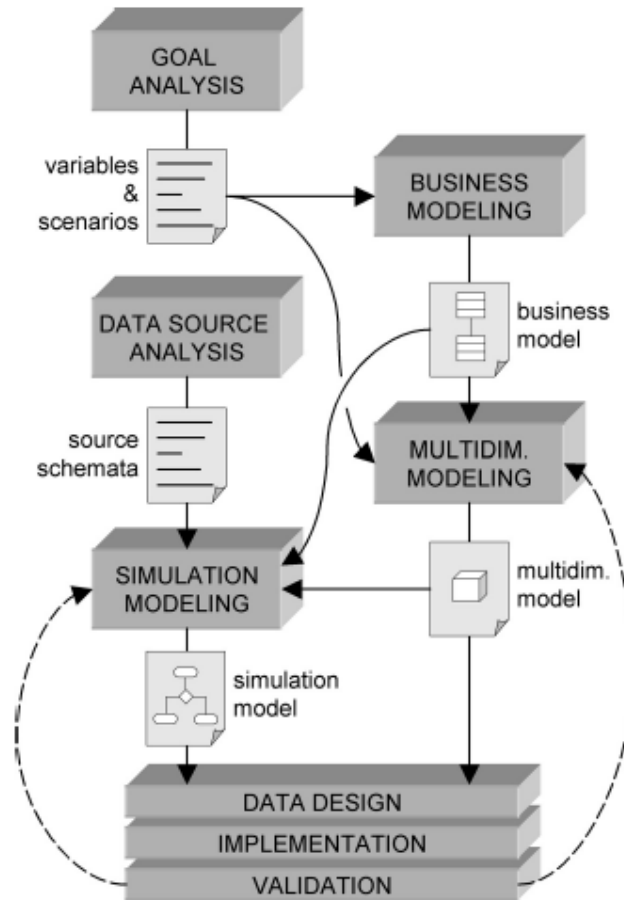 GOAL
ANALYSIS
variables
&
scenarios
BUSINESS
MODELING
business
model
DATA SOURCE
ANALYSIS
source
schemata
MULTIDIM.
MODELING
SIMULATION
MODELING
multidim.
model
simulation
model
DATA DESIGN
IMPLEMENTATION
VALIDATION